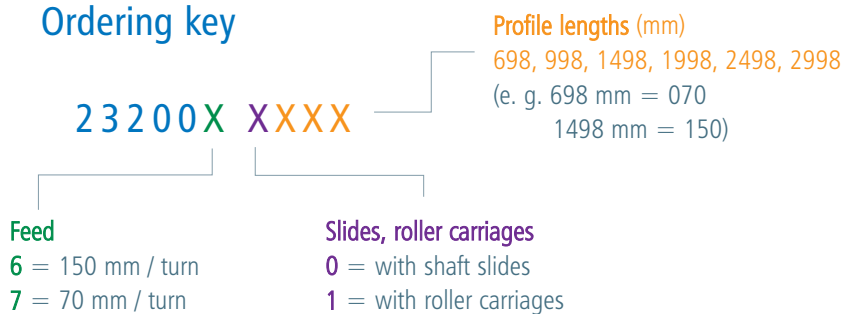 Ordering key
23200X XXXX
Profile lengths (mm)
698, 998, 1498, 1998, 2498, 2998
(e. g. 698 mm = 070
1498 mm = 150)
Feed
6 = 150 mm / turn
7 = 70 mm / turn
Slides, roller carriages
0 = with shaft slides
1 = with roller carriages